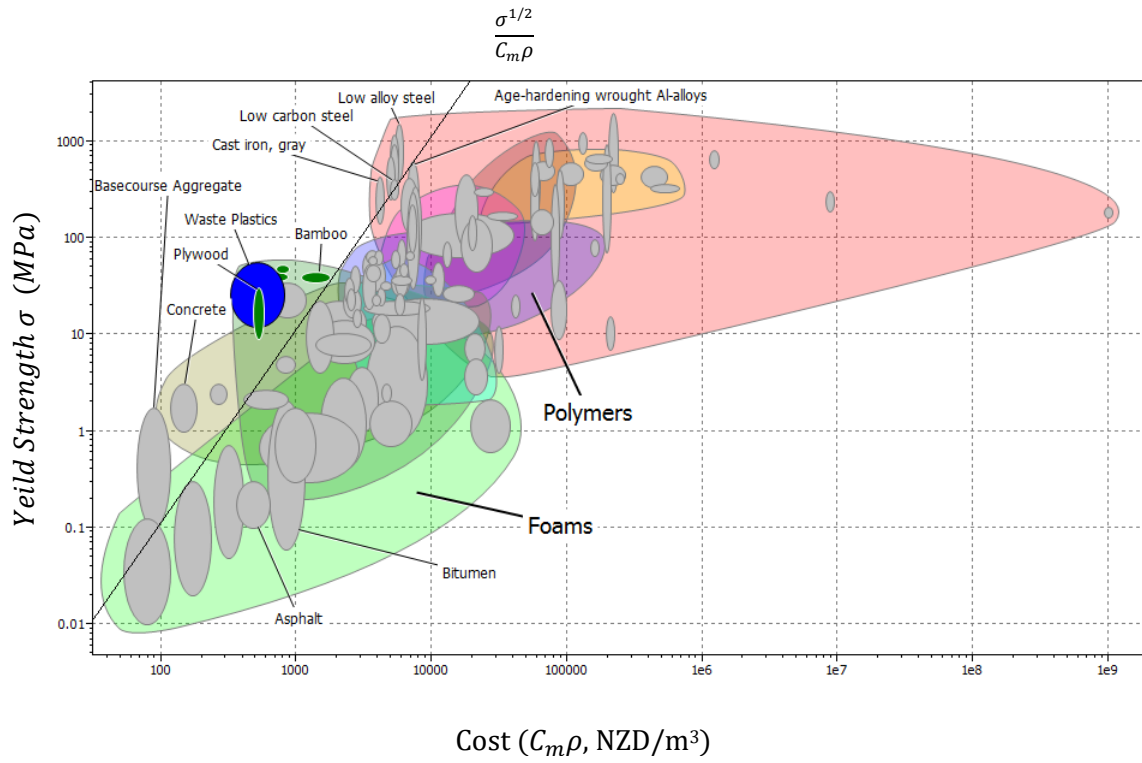 σ^{1/2}
C_mρ
Low alloy steel
Age-hardening wrought Al-alloys
Low carbon steel
Cast iron, gray
Basecourse Aggregate
Waste Plastics
Plywood
Bamboo
Concrete
Polymers
Foams
Bitumen
Asphalt
Yeild Strength σ (MPa)
1000
100
10
1
0.1
0.01
100
1000
10000
100000
1e6
1e7
1e8
1e9
Cost (C_mρ, NZD/m³)